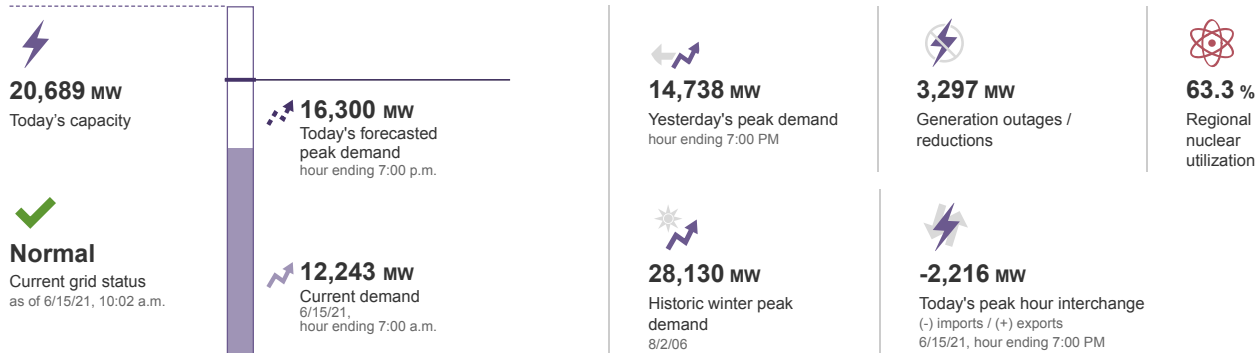 20,689 MW
Today's capacity
Normal
Current grid status
as of 6/15/21, 10:02 a.m.
16,300 MW
Today's forecasted
peak demand
hour ending 7:00 p.m.
12,243 MW
Current demand
6/15/21,
hour ending 7:00 a.m.
14,738 MW
Yesterday's peak demand
hour ending 7:00 PM
3,297 MW
Generation outages /
reductions
63.3 %
Regional
nuclear
utilization
28,130 MW
Historic winter peak
demand
8/2/06
-2,216 MW
Today's peak hour interchange
(-) imports / (+) exports
6/15/21, hour ending 7:00 PM